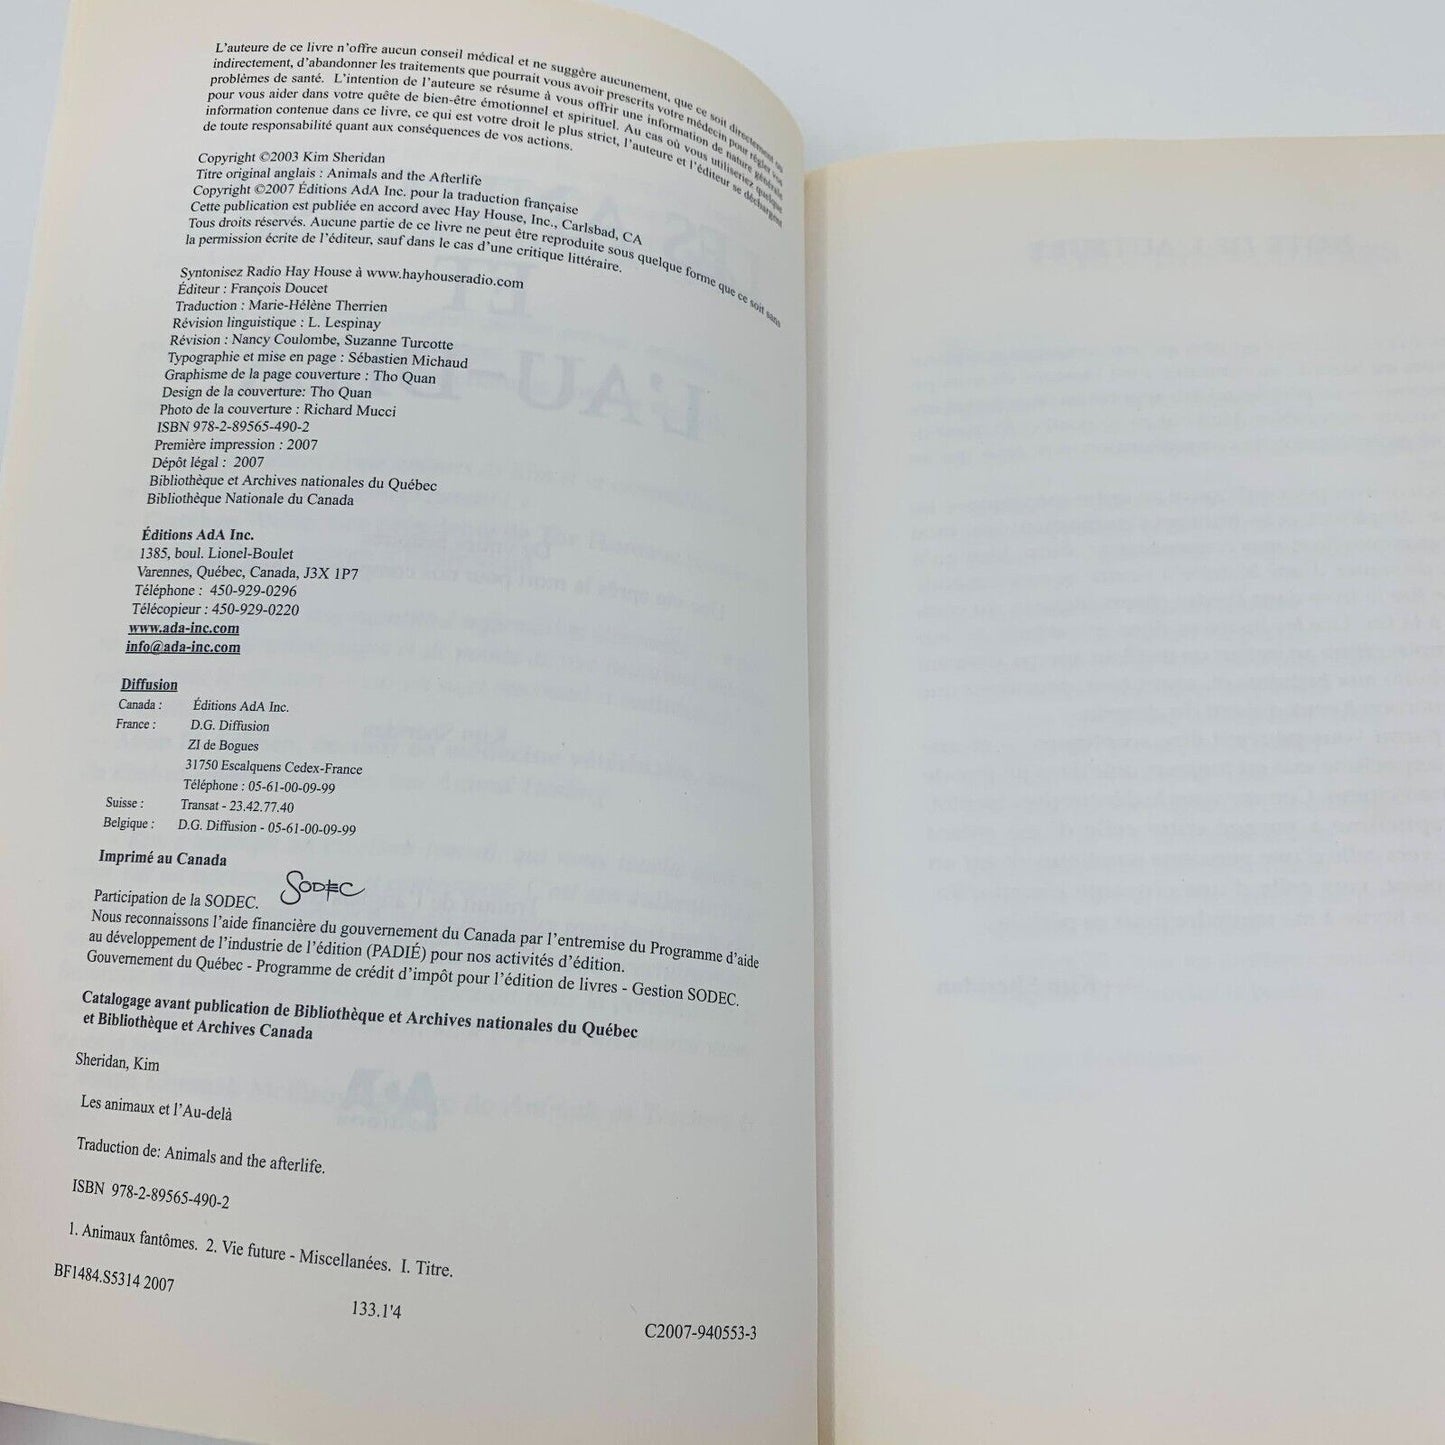 L'auteure de ce livre n'offre aucun conseil médical et ne suggère aucunement, que ce soit directement ou
indirectement, d'abandonner les traitements que pourrait vous avoir prescrits votre médecin pour régler vos
problèmes de santé. L'intention de l'auteure se résume à vous offrir une information de nature générale
pour vous aider dans votre quête de bien-être émotionnel et spirituel. Au cas où vous utiliseriez quelque
information contenue dans ce livre, ce qui est votre droit le plus strict, l'auteure et l'éditeur se déchargent
de toute responsabilité quant aux conséquences de vos actions.
Copyright ©2003 Kim Sheridan
Titre original anglais : Animals and the Afterlife
Copyright ©2007 Éditions AdA Inc. pour la traduction française
Cette publication est publiée en accord avec Hay House, Inc., Carlsbad, CA
Tous droits réservés. Aucune partie de ce livre ne peut être reproduite sous quelque forme que ce soit sans
la permission écrite de l'éditeur, sauf dans le cas d'une critique littéraire.
Syntonisez Radio Hay House à www.hayhouseradio.com
Éditeur : François Doucet
Traduction : Marie-Hélène Therrien
Révision linguistique : L. Lespinay
Révision : Nancy Coulombe, Suzanne Turcotte
Typographie et mise en page : Sébastien Michaud
Graphisme de la page couverture : Tho Quan
Design de la couverture: Tho Quan
Photo de la couverture : Richard Mucci
ISBN 978-2-89565-490-2
Première impression : 2007
Dépôt légal : 2007
Bibliothèque et Archives nationales du Québec
Bibliothèque Nationale du Canada
Éditions AdA Inc.
1385, boul. Lionel-Boulet
Varennes, Québec, Canada, J3X 1P7
Téléphone : 450-929-0296
Télécopieur : 450-929-0220
www.ada-inc.com
info@ada-inc.com
Diffusion
Canada : Éditions AdA Inc.
France : D.G. Diffusion
ZI de Bogues
31750 Escalquens Cedex-France
Téléphone : 05-61-00-09-99
Suisse : Transat - 23.42.77.40
Belgique : D.G. Diffusion - 05-61-00-09-99
Imprimé au Canada
Participation de la SODEC. SODEC
Nous reconnaissons l'aide financière du gouvernement du Canada par l'entremise du Programme d'aide
au développement de l'industrie de l'édition (PADIÉ) pour nos activités d'édition.
Gouvernement du Québec - Programme de crédit d'impôt pour l'édition de livres - Gestion SODEC.
Catalogage avant publication de Bibliothèque et Archives nationales du Québec
et Bibliothèque et Archives Canada
Sheridan, Kim
Les animaux et l'Au-delà
Traduction de: Animals and the afterlife.
ISBN 978-2-89565-490-2
1. Animaux fantômes. 2. Vie future - Miscellanées. I. Titre.
BF1484.S5314 2007
133.1'4
C2007-940553-3